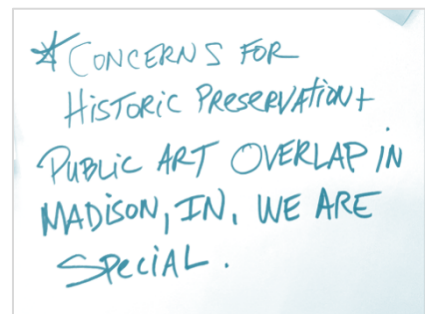 *CONCERNS FOR
HISTORIC PRESERVATION +
PUBLIC ART OVERLAP IN
MADISON, IN. WE ARE
SPECIAL.